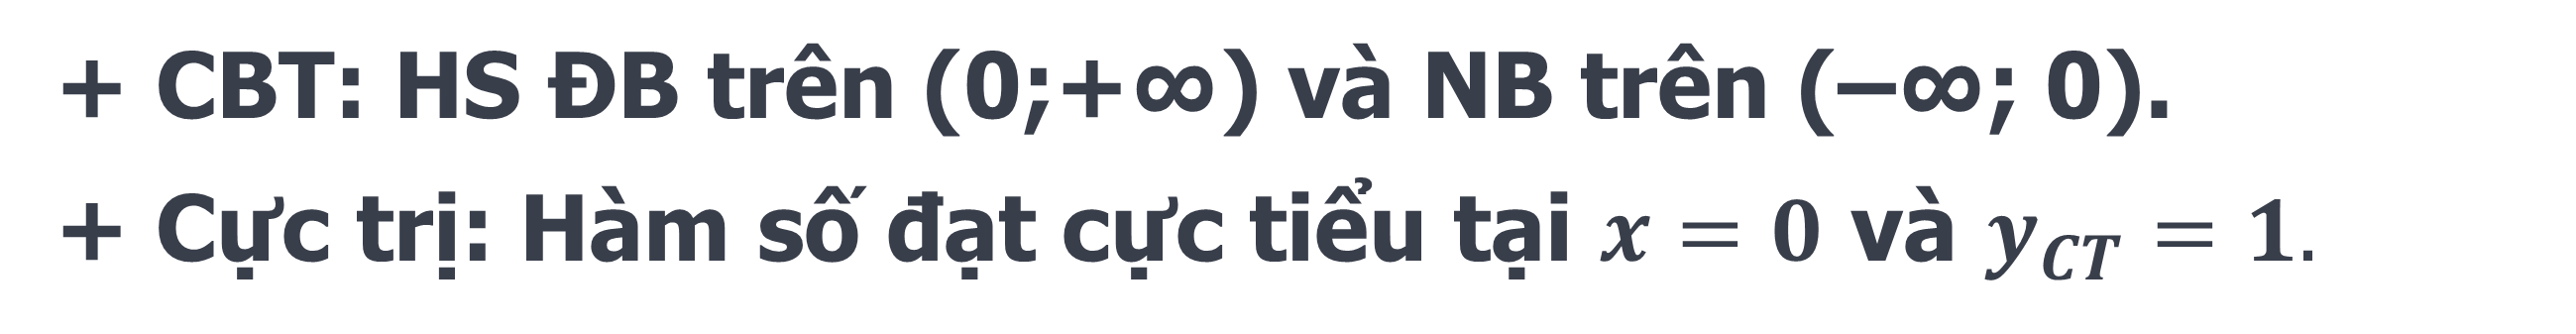 + CBT: HS ĐB trên (0;+∞) và NB trên (−∞; 0).
+ Cực trị: Hàm số đạt cực tiểu tại x = 0 và y_CT = 1.